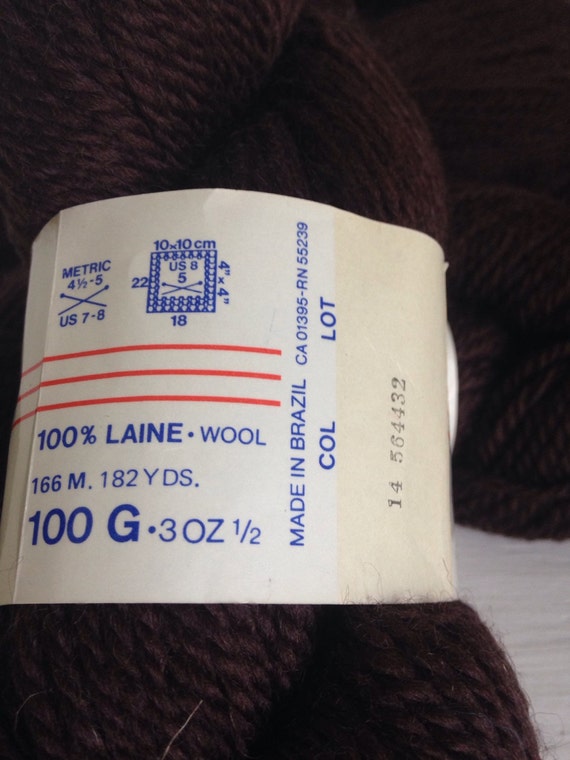 METRIC
4½-5
US 7-8
10x10 cm
22
US 8
5
4" x 4"
18
100% LAINE • WOOL
166 M. 182 YDS.
100 G • 3 OZ ½
MADE IN BRAZIL CA 01395-RN 55239
COL LOT
14 564432